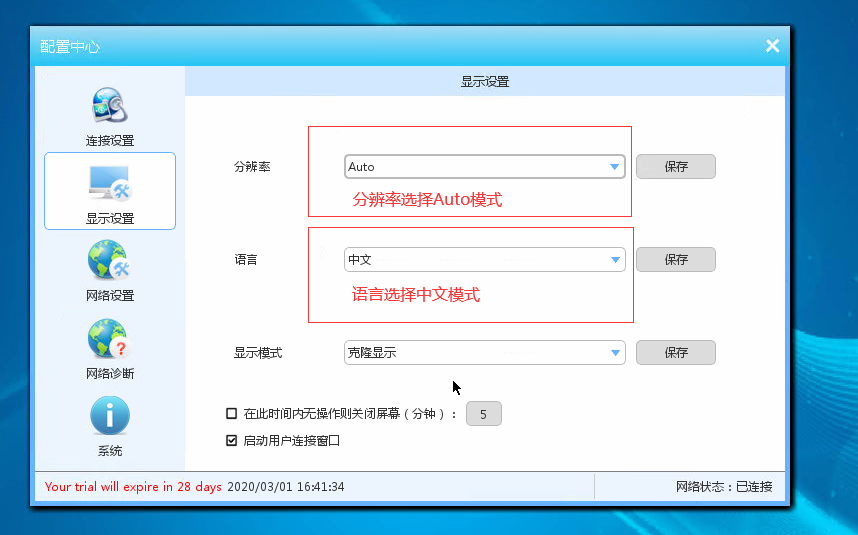 配置中心
显示设置
连接设置
显示设置
网络设置
网络诊断
系统
分辨率 Auto 保存
分辨率选择Auto模式
语言 中文 保存
语言选择中文模式
显示模式 克隆显示 保存
在此时间内无操作则关闭屏幕（分钟）： 5
启动用户连接窗口
Your trial will expire in 28 days 2020/03/01 16:41:34 网络状态：已连接